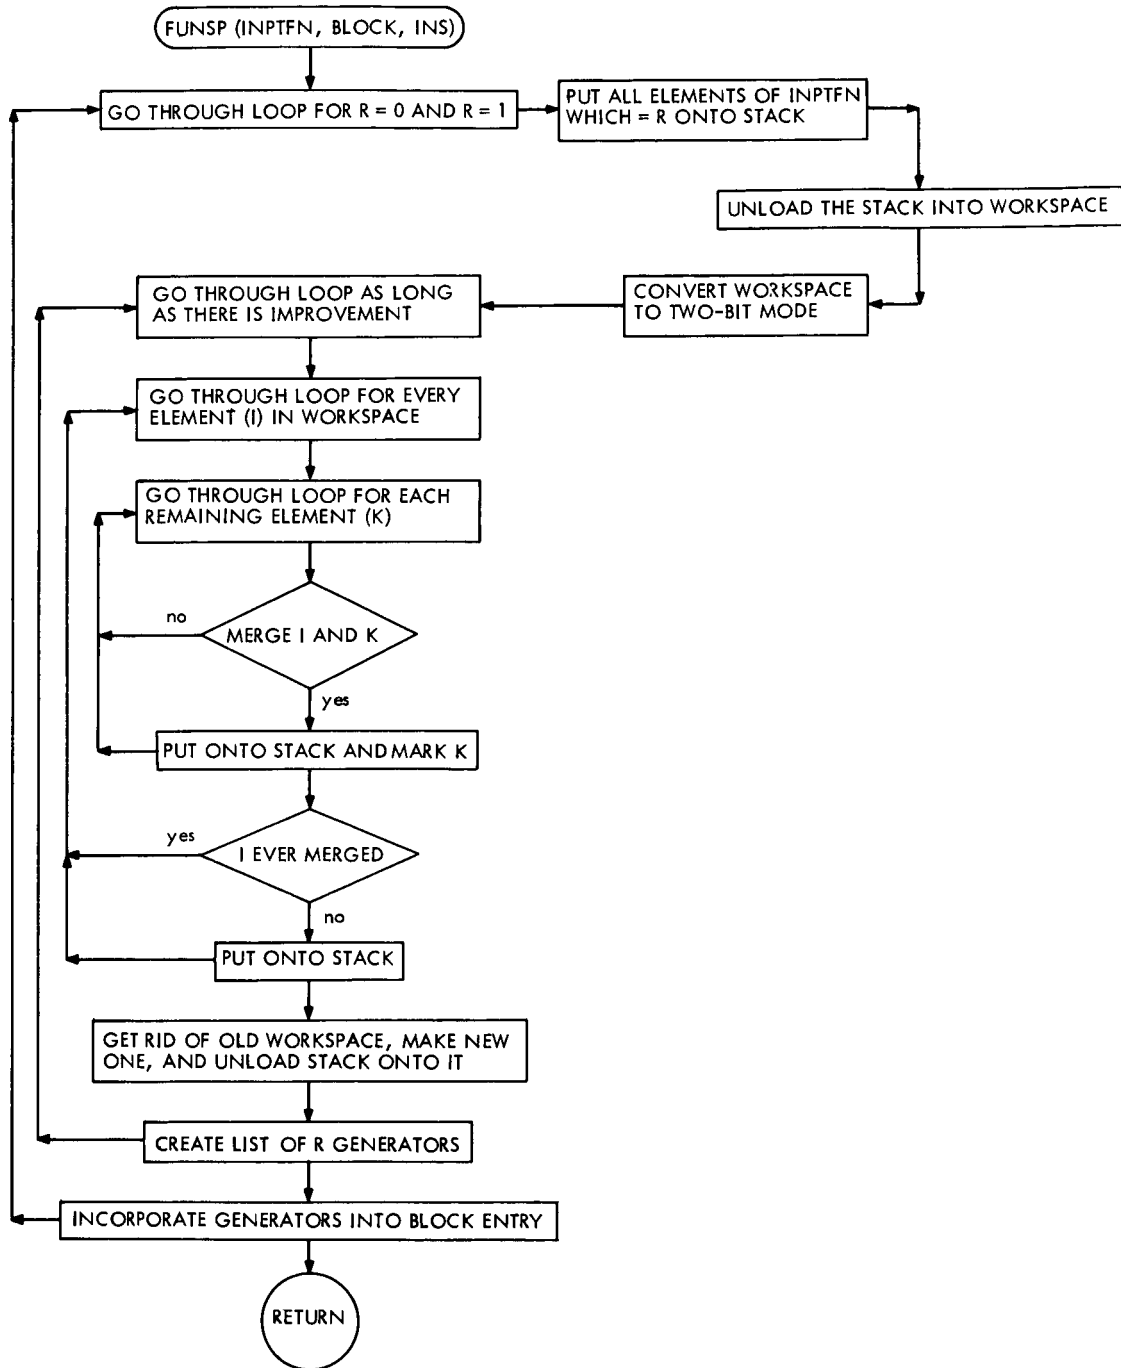 FUNSP (INPTFN, BLOCK, INS)
GO THROUGH LOOP FOR R = 0 AND R = 1
PUT ALL ELEMENTS OF INPTFN
WHICH = R ONTO STACK
UNLOAD THE STACK INTO WORKSPACE
CONVERT WORKSPACE
TO TWO-BIT MODE
GO THROUGH LOOP AS LONG
AS THERE IS IMPROVEMENT
GO THROUGH LOOP FOR EVERY
ELEMENT (I) IN WORKSPACE
GO THROUGH LOOP FOR EACH
REMAINING ELEMENT (K)
no
MERGE I AND K
yes
PUT ONTO STACK AND MARK K
yes
I EVER MERGED
no
PUT ONTO STACK
GET RID OF OLD WORKSPACE, MAKE NEW
ONE, AND UNLOAD STACK ONTO IT
CREATE LIST OF R GENERATORS
INCORPORATE GENERATORS INTO BLOCK ENTRY
RETURN